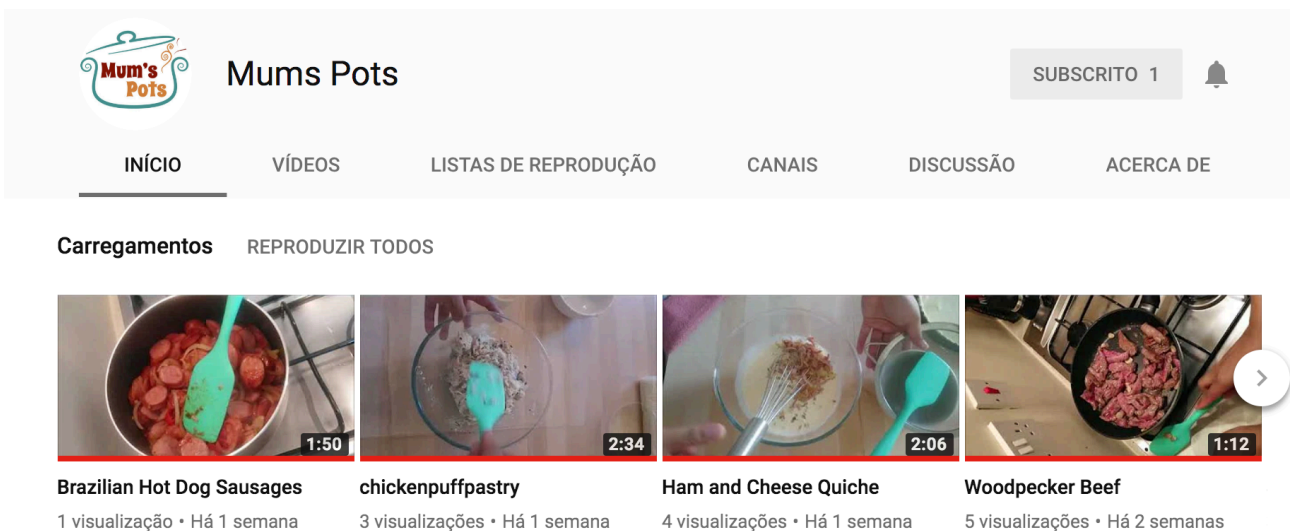 Mum's
Pots
Mums Pots
SUBSCRITO 1
INÍCIO VÍDEOS LISTAS DE REPRODUÇÃO CANAIS DISCUSSÃO ACERCA DE
Carregamentos REPRODUZIR TODOS
1:50 2:34 2:06 1:12
Brazilian Hot Dog Sausages chickenpuffpastry Ham and Cheese Quiche Woodpecker Beef
1 visualização • Há 1 semana 3 visualizações • Há 1 semana 4 visualizações • Há 1 semana 5 visualizações • Há 2 semanas